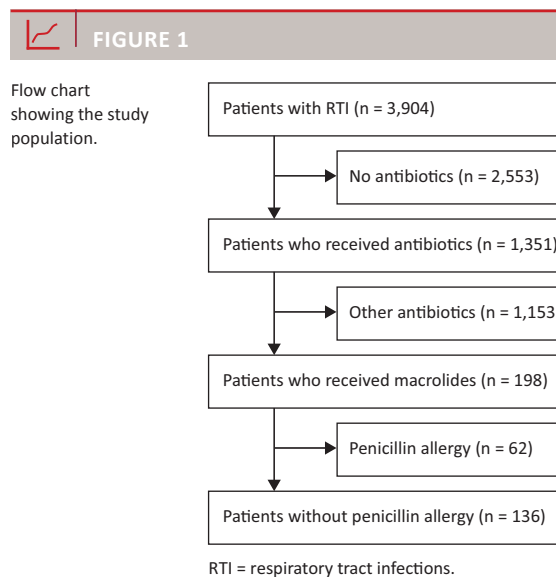 FIGURE 1
Flow chart
showing the study
population.
Patients with RTI (n = 3,904)
No antibiotics (n = 2,553)
Patients who received antibiotics (n = 1,351)
Other antibiotics (n = 1,153
Patients who received macrolides (n = 198)
Penicillin allergy (n = 62)
Patients without penicillin allergy (n = 136)
RTI = respiratory tract infections.